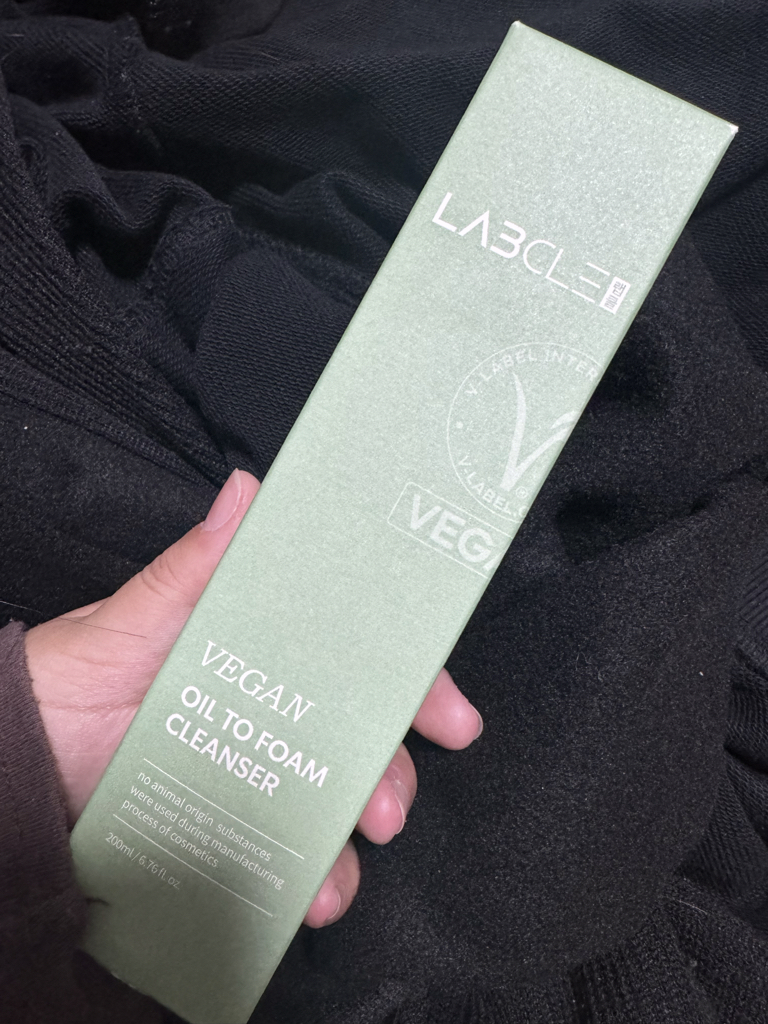 LABCLE
V.LABEL.INTER
V-LABEL.
VEGA
VEGAN
OIL TO FOAM
CLEANSER
no animal origin substances
were used during manufacturing
process of cosmetics
200ml / 6.76 fl. oz.